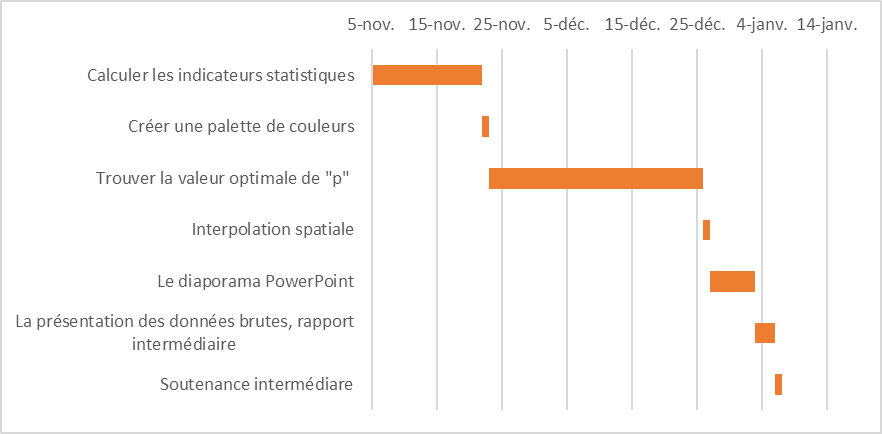 5-nov. 15-nov. 25-nov. 5-déc. 15-déc. 25-déc. 4-janv. 14-janv.
Calculer les indicateurs statistiques
Créer une palette de couleurs
Trouver la valeur optimale de "p"
Interpolation spatiale
Le diaporama PowerPoint
La présentation des données brutes, rapport
intermédiaire
Soutenance intermédiare